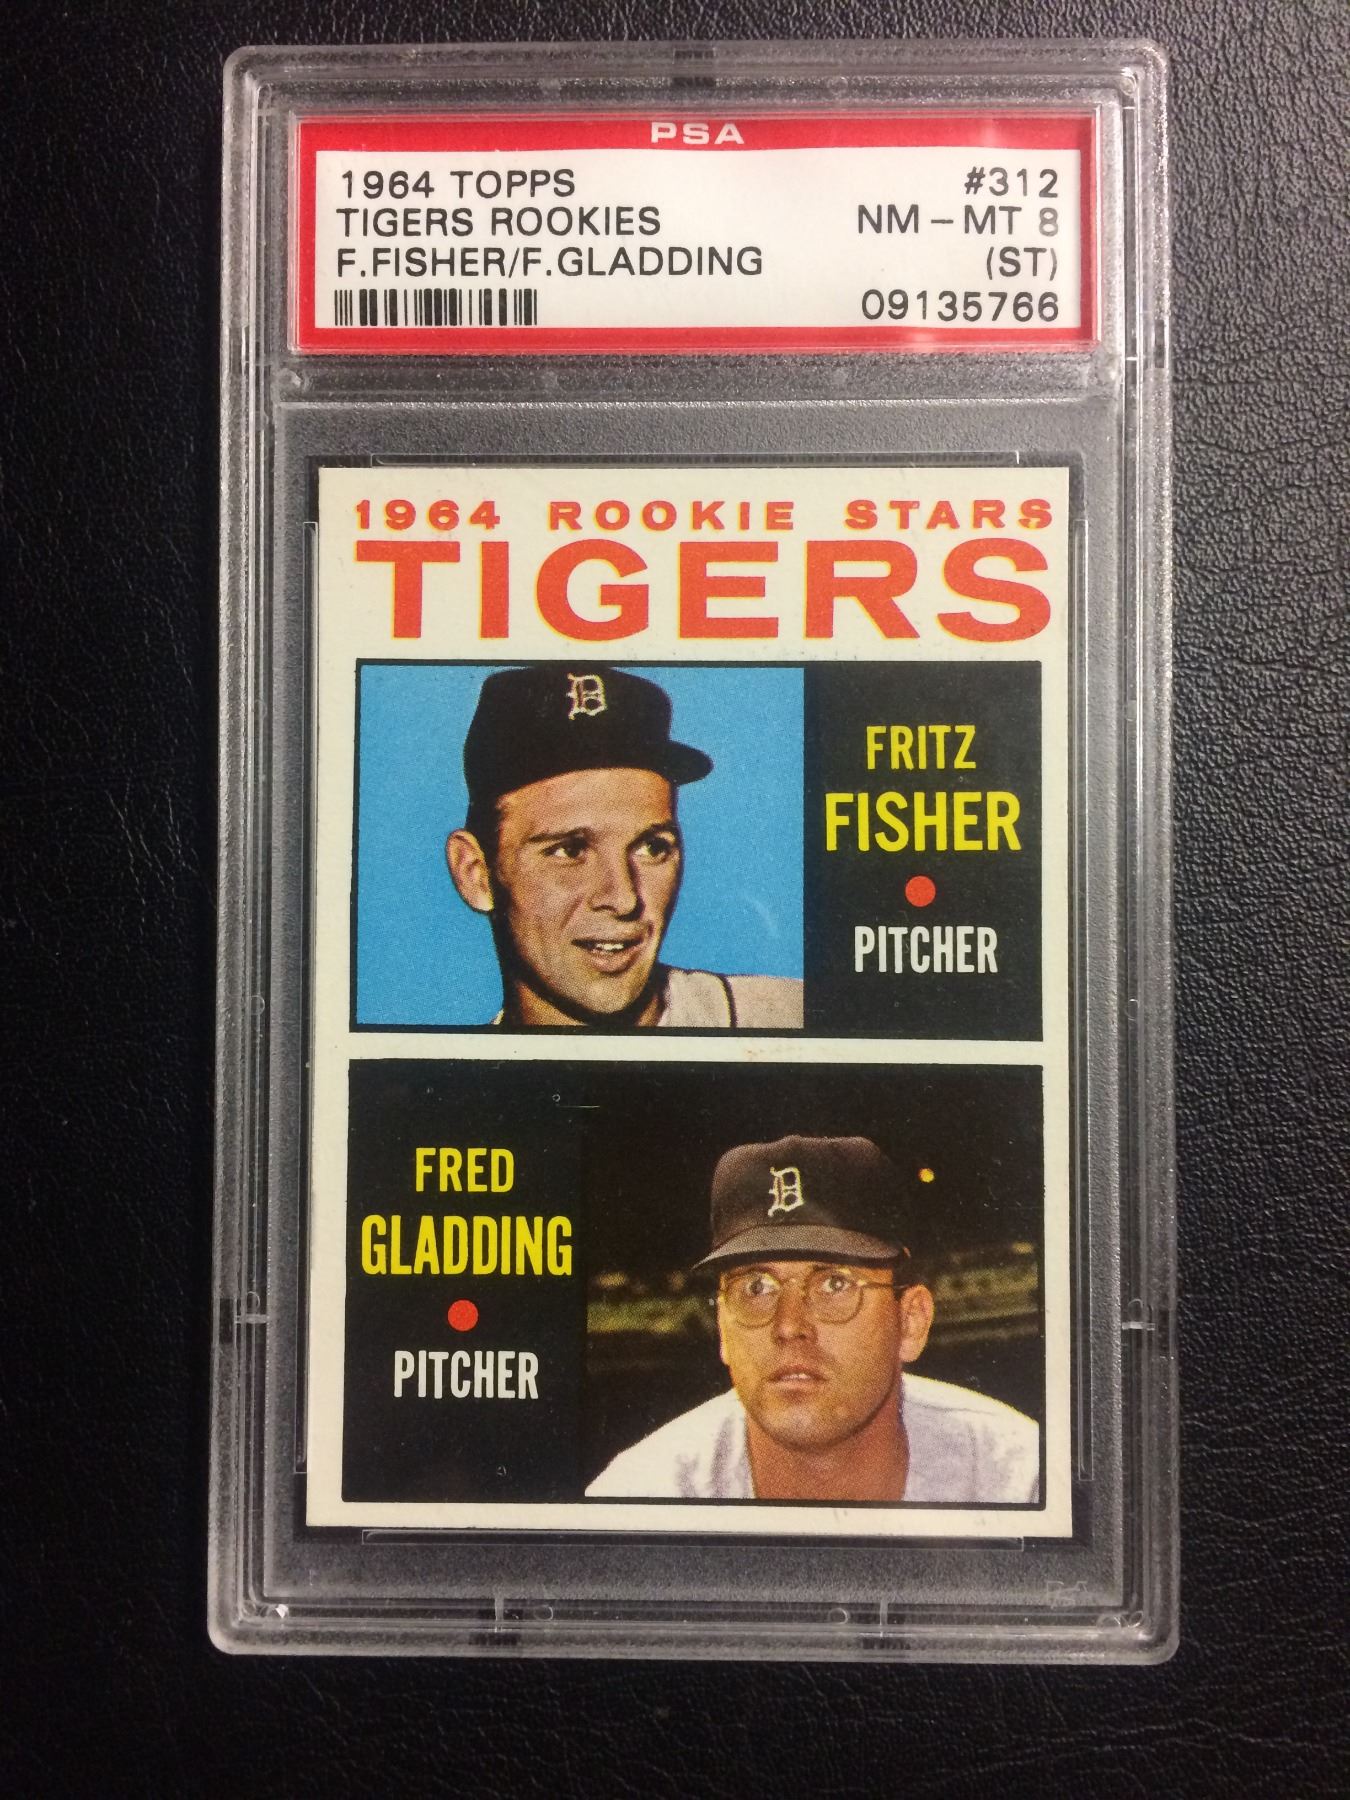 PSA
1964 TOPPS #312
TIGERS ROOKIES NM - MT 8
F.FISHER/F.GLADDING (ST)
09135766
1964 ROOKIE STARS
TIGERS
D
FRITZ
FISHER
PITCHER
D
FRED
GLADDING
PITCHER